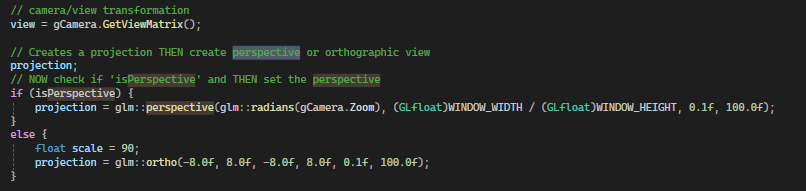 // camera/view transformation
view = gCamera.GetViewMatrix();
// Creates a projection THEN create perspective or orthographic view
projection;
// NOW check if 'isPerspective' and THEN set the perspective
if (isPerspective) {
projection = glm::perspective(glm::radians(gCamera.Zoom), (GLfloat)WINDOW_WIDTH / (GLfloat)WINDOW_HEIGHT, 0.1f, 100.0f);
}
else {
float scale = 90;
projection = glm::ortho(-8.0f, 8.0f, -8.0f, 8.0f, 0.1f, 100.0f);
}